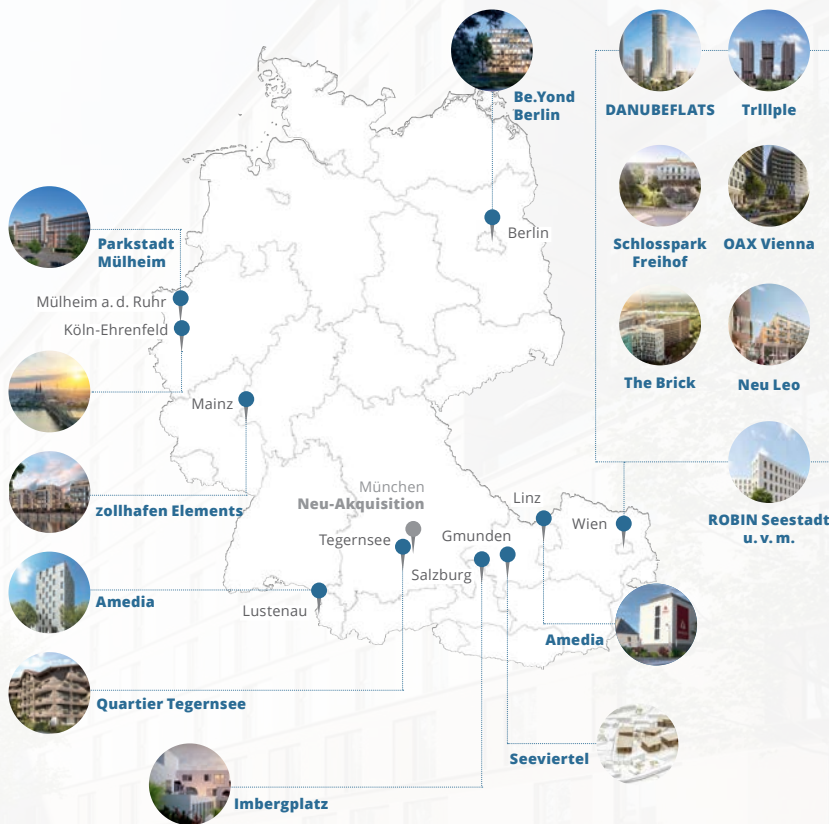 Be.Yond
Berlin
DANUBEFLATS
TrIIIple
Parkstadt
Mülheim
Berlin
Schlosspark
Freihof
OAX Vienna
Mülheim a. d. Ruhr
Köln-Ehrenfeld
The Brick
Neu Leo
Mainz
München
Neu-Akquisition
Linz
zollhafen Elements
Wien
ROBIN Seestadt
u. v. m.
Tegernsee
Gmunden
Salzburg
Amedia
Lustenau
Amedia
Quartier Tegernsee
Seeviertel
Imbergplatz